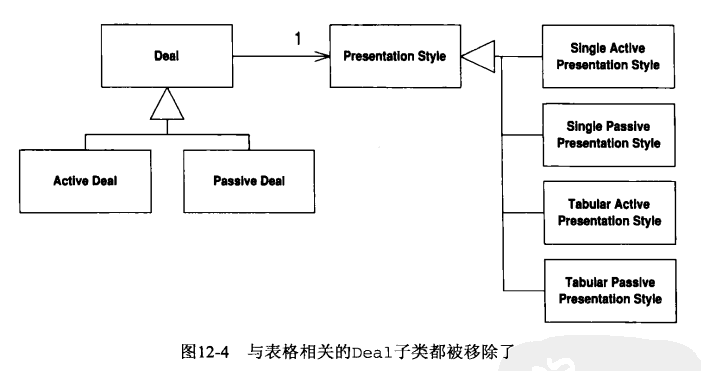 Deal
1
Presentation Style
Single Active
Presentation Style
Single Passive
Presentation Style
Active Deal
Passive Deal
Tabular Active
Presentation Style
Tabular Passive
Presentation Style
图12-4 与表格相关的Deal子类都被移除了